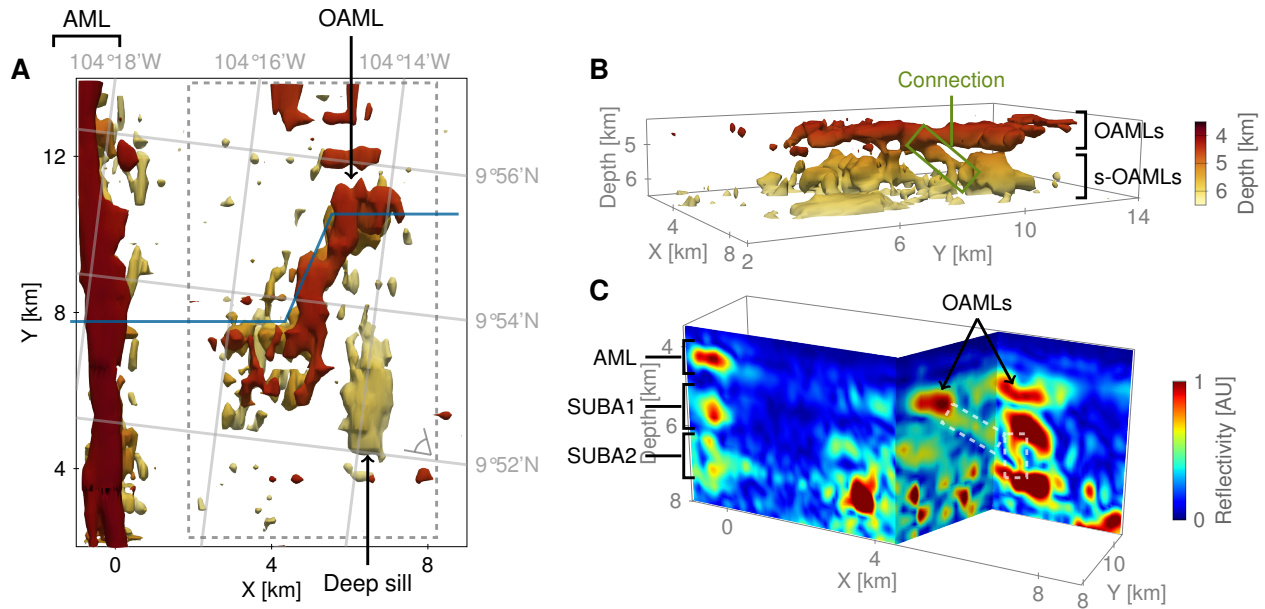 AML
OAML
104°18'W
104°16'W
104°14'W
A
12
8
4
Y [km]
9°56'N
9°54'N
9°52'N
0
4
8
X [km]
Deep sill
B
Connection
Depth [km]
5
6
OAMLs
s-OAMLs
4
5
6
Depth [km]
4
8
X [km]
2
6
10
14
Y [km]
C
OAMLs
AML
SUBA1
SUBA2
Depth [km]
4
6
8
0
4
8
X [km]
8
10
Y [km]
1
0
Reflectivity [AU]